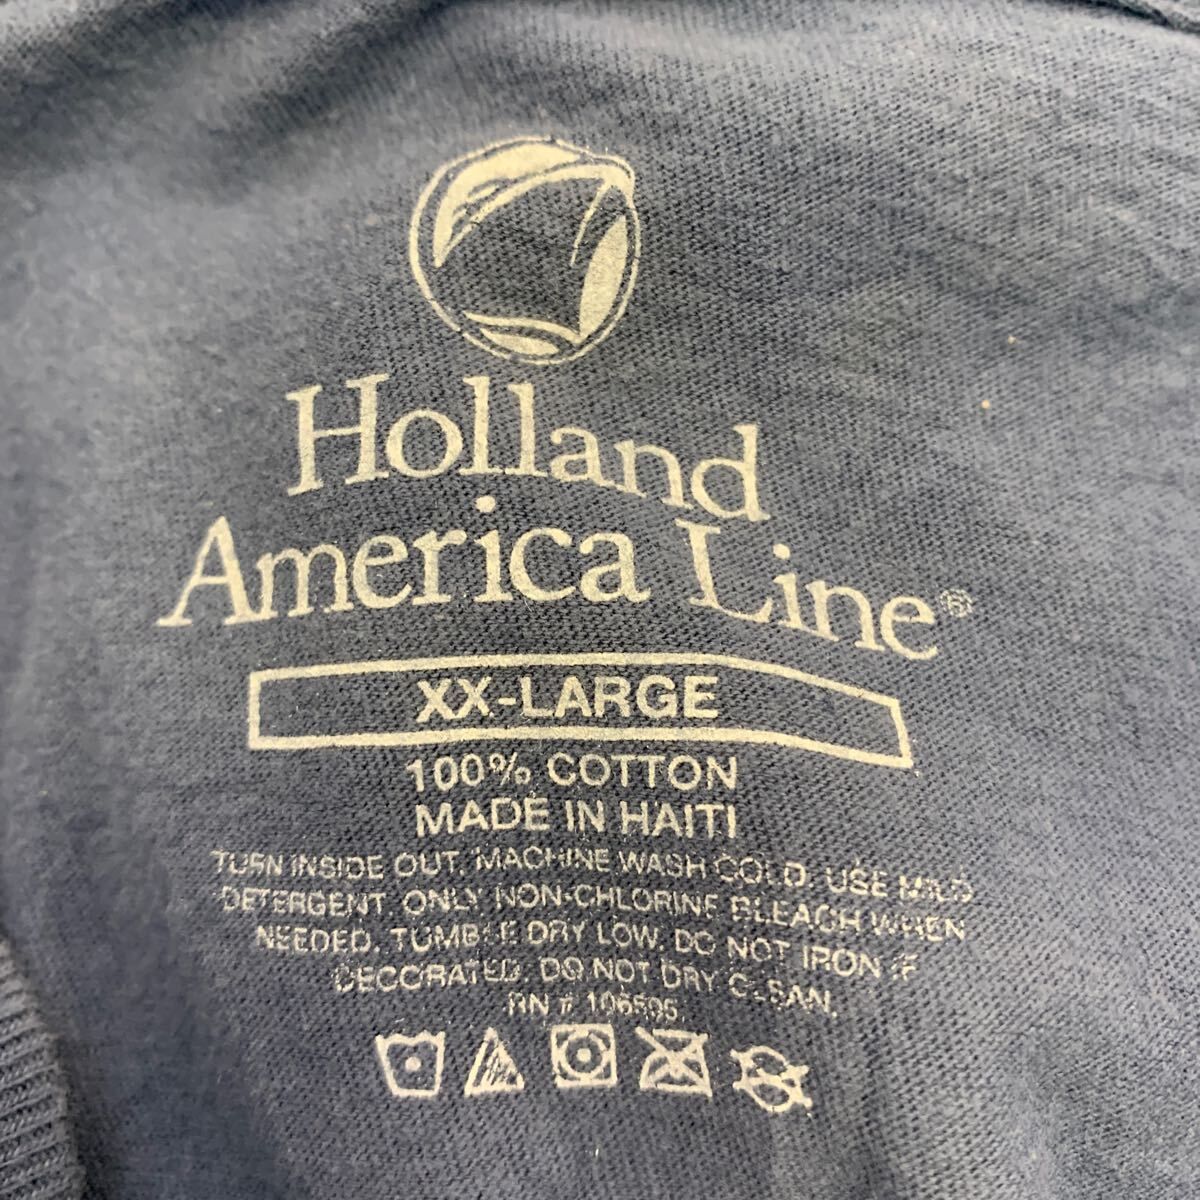 Holland
America Line®
XX-LARGE
100% COTTON
MADE IN HAITI
TURN INSIDE OUT. MACHINE WASH COLD. USE MILD
DETERGENT. ONLY NON-CHLORINE BLEACH WHEN
NEEDED. TUMBLE DRY LOW. DO NOT IRON IF
DECORATED. DO NOT DRY CLEAN.
RN # 106595.